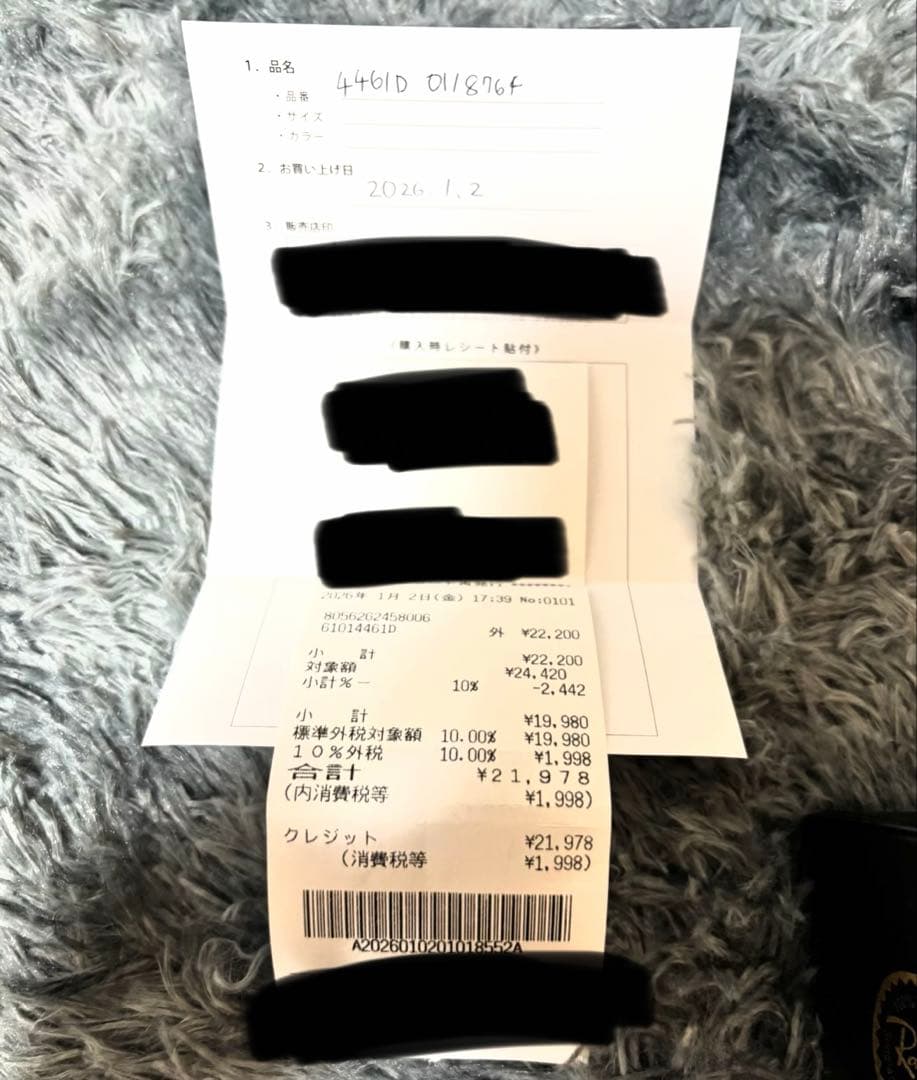 1. 品名
・品番 4461D 011876f
・サイズ
・カラー
2. お買い上げ日
2026. 1. 2
3. 販売店印
《購入時レシート貼付》
2026年 1月 2日(金) 17:39 No:0101
8056262458006
61014461D 外 ¥22,200
小 計 ¥22,200
対象額 ¥24,420
小計%－ 10% -2,442
小 計 ¥19,980
標準外税対象額 10.00% ¥19,980
10%外税 10.00% ¥1,998
合計 ¥21,978
(内消費税等 ¥1,998)
クレジット ¥21,978
(消費税等 ¥1,998)
A2026010201018552A